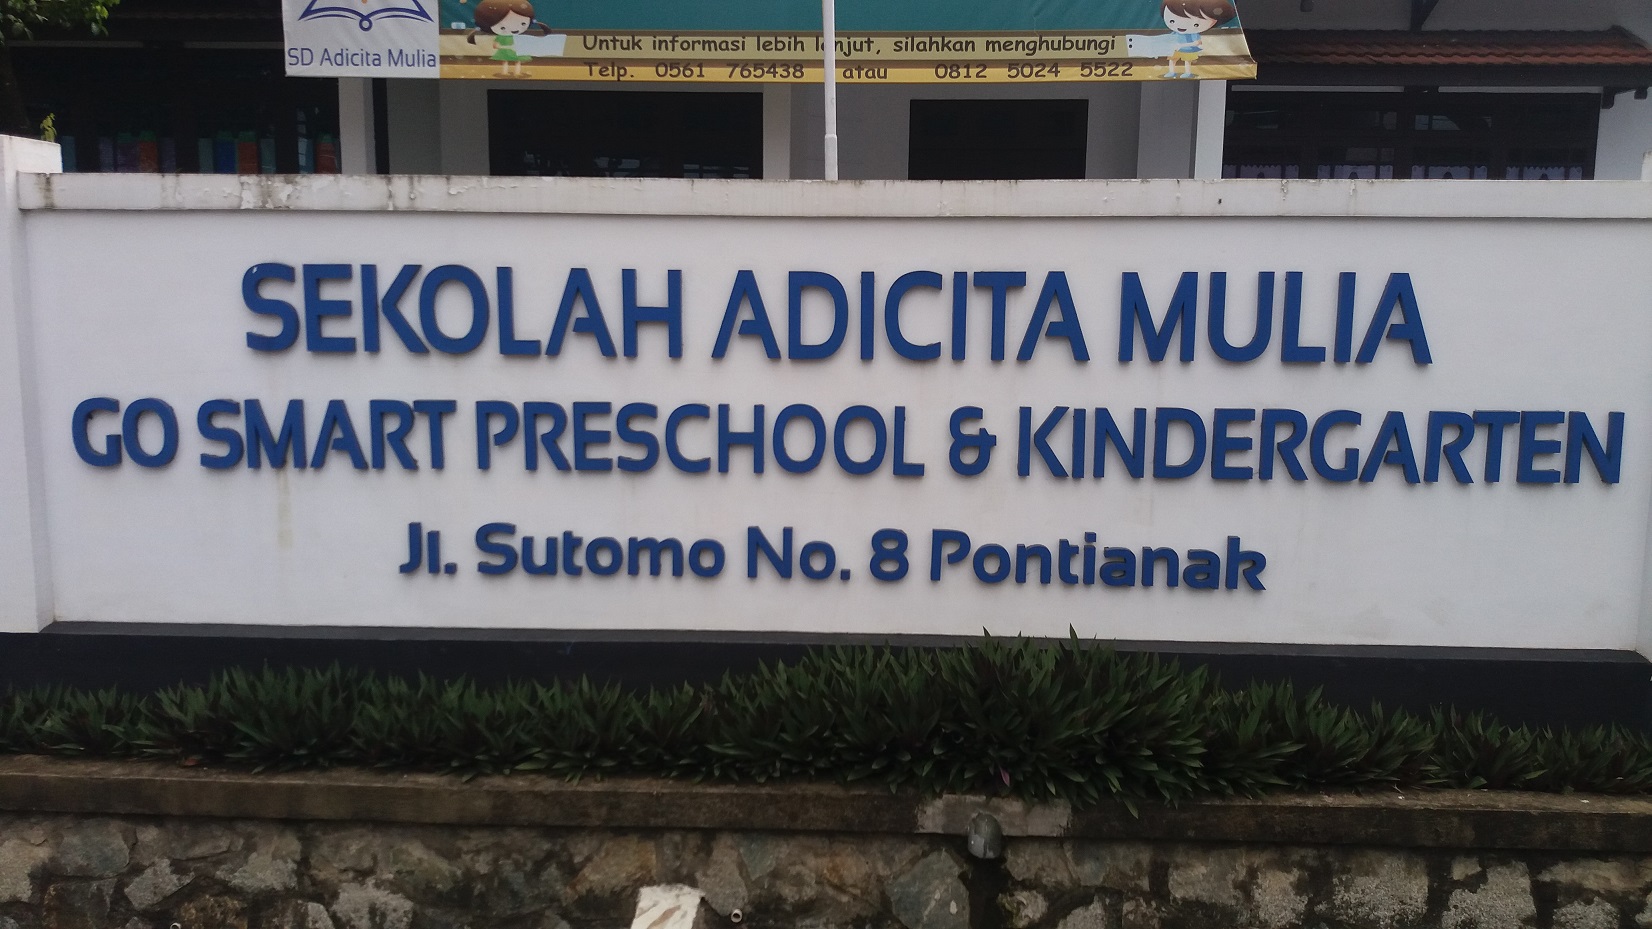 SD Adicita Mulia
Untuk informasi lebih lanjut, silahkan menghubungi :
Telp. 0561 765438 atau 0812 5024 5522
SEKOLAH ADICITA MULIA
GO SMART PRESCHOOL & KINDERGARTEN
Jl. Sutomo No. 8 Pontianak